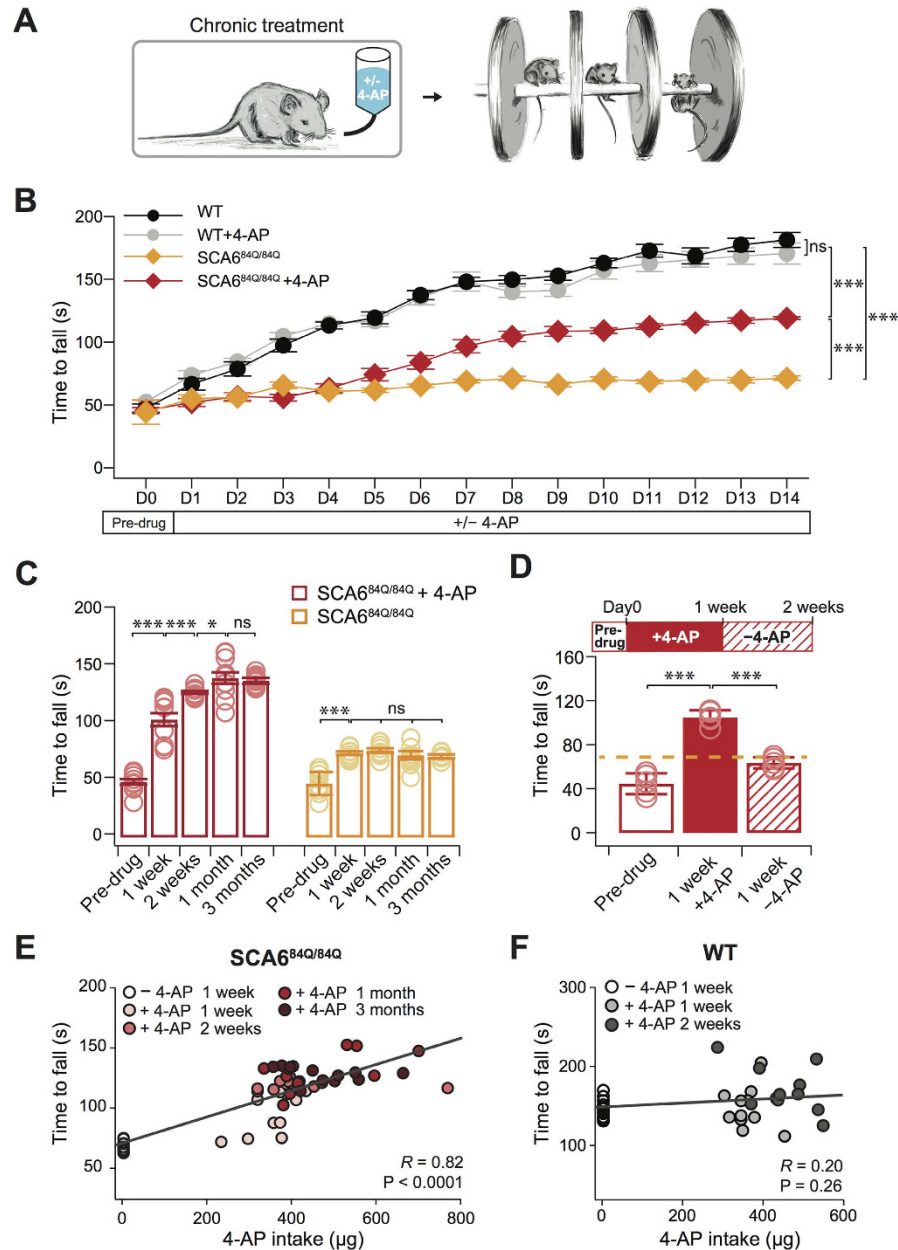 A
Chronic treatment
+/-
4-AP
B
WT
WT+4-AP
SCA6^84Q/84Q
SCA6^84Q/84Q +4-AP
Time to fall (s)
200
150
100
50
0
ns
***
***
***
D0 D1 D2 D3 D4 D5 D6 D7 D8 D9 D10 D11 D12 D13 D14
Pre-drug +/− 4-AP
C
SCA6^84Q/84Q + 4-AP
SCA6^84Q/84Q
Time to fall (s)
200
150
100
50
0
*** *** * ns
*** ns
Pre-drug 1 week 2 weeks 1 month 3 months
Pre-drug 1 week 2 weeks 1 month 3 months
D
Day0 1 week 2 weeks
Pre-
drug +4-AP −4-AP
Time to fall (s)
160
120
80
40
0
*** ***
Pre-drug
1 week
+4-AP
1 week
−4-AP
E
SCA6^84Q/84Q
− 4-AP 1 week
+ 4-AP 1 week
+ 4-AP 2 weeks
+ 4-AP 1 month
+ 4-AP 3 months
Time to fall (s)
200
150
100
50
R = 0.82
P < 0.0001
0 200 400 600 800
4-AP intake (μg)
F
WT
− 4-AP 1 week
+ 4-AP 1 week
+ 4-AP 2 weeks
Time to fall (s)
300
200
100
R = 0.20
P = 0.26
0 200 400 600
4-AP intake (μg)